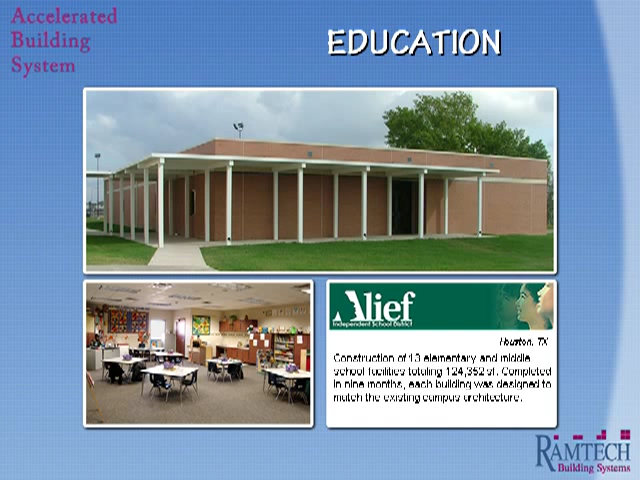 Accelerated
Building
System
EDUCATION
Alief
Independent School District
Houston, TX
Construction of 13 elementary and middle
school facilities totaling 124,352 sf. Completed
in nine months, each building was designed to
match the existing campus architecture.
RAMTECH
Building Systems